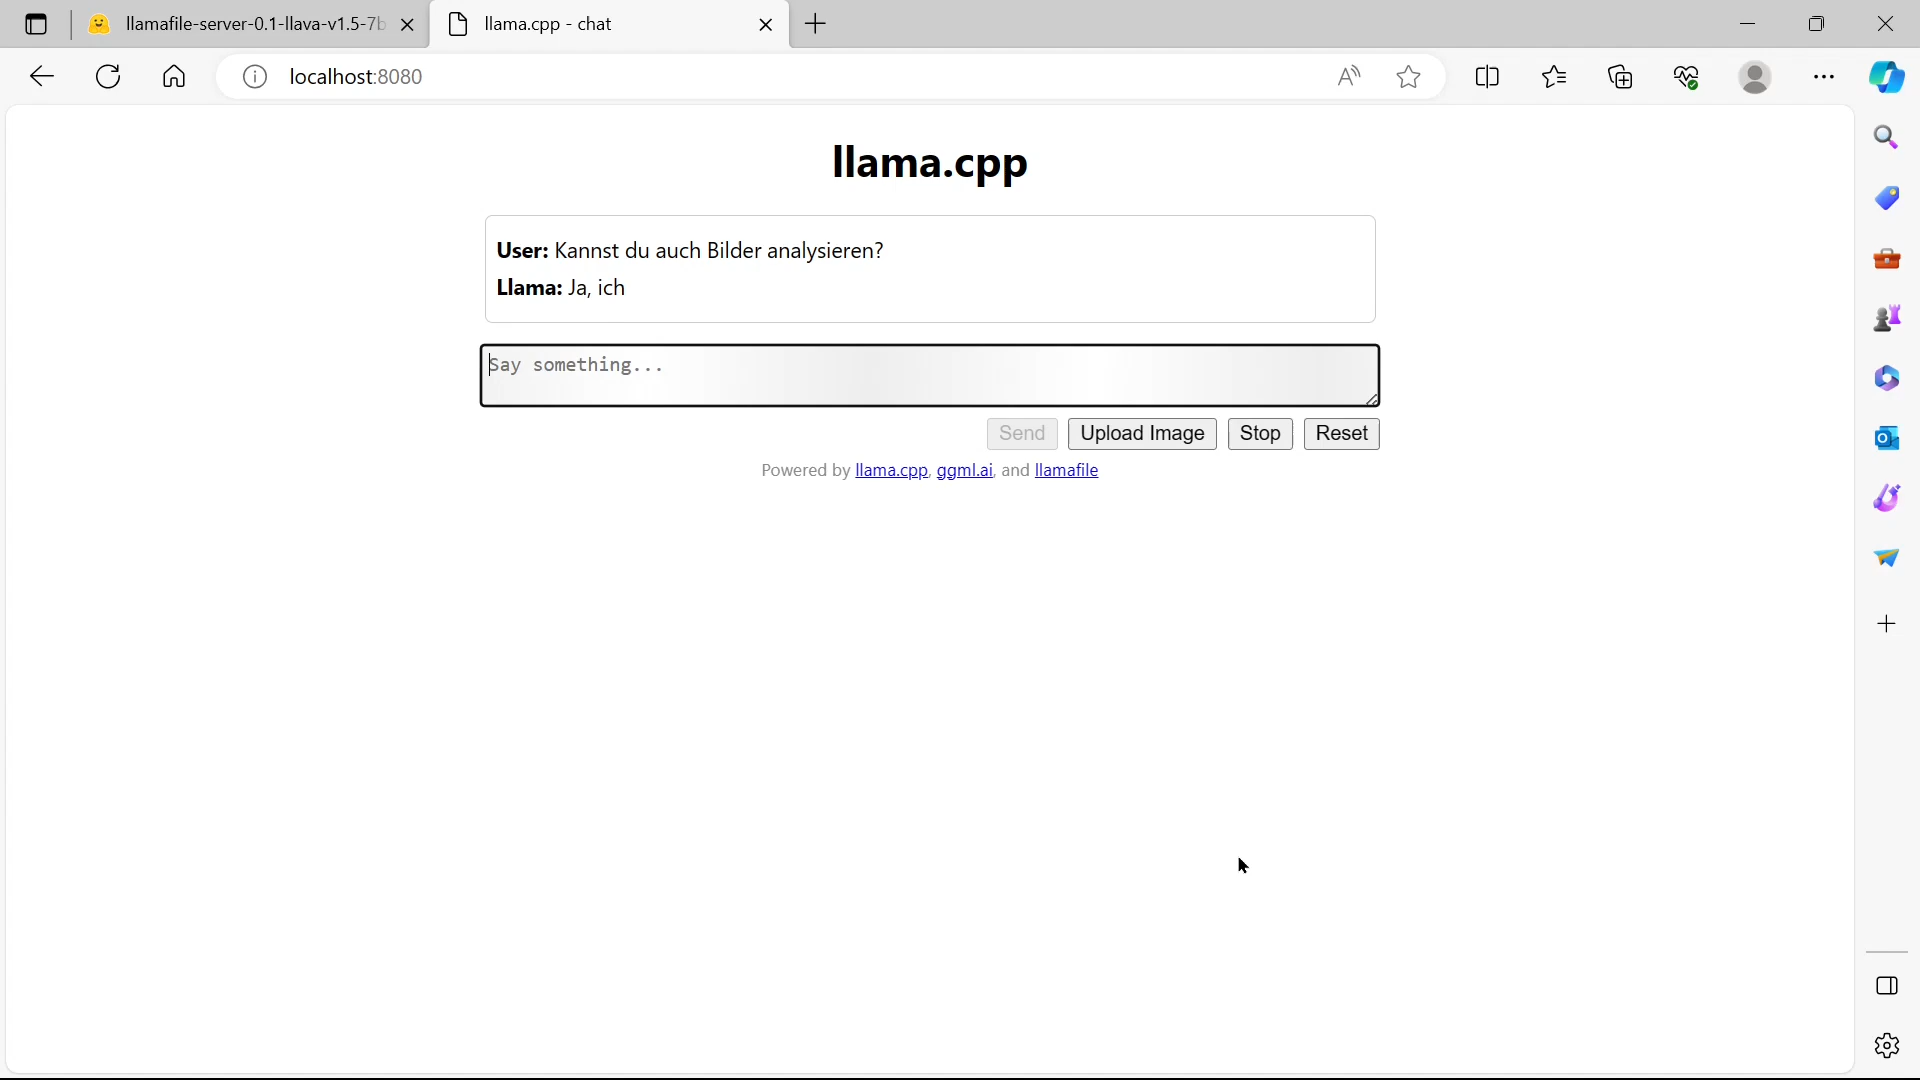 llamafile-server-0.1-llava-v1.5-7b
llama.cpp - chat
localhost:8080
llama.cpp
User: Kannst du auch Bilder analysieren?
Llama: Ja, ich
Say something...
Send
Upload Image
Stop
Reset
Powered by llama.cpp, ggml.ai, and llamafile